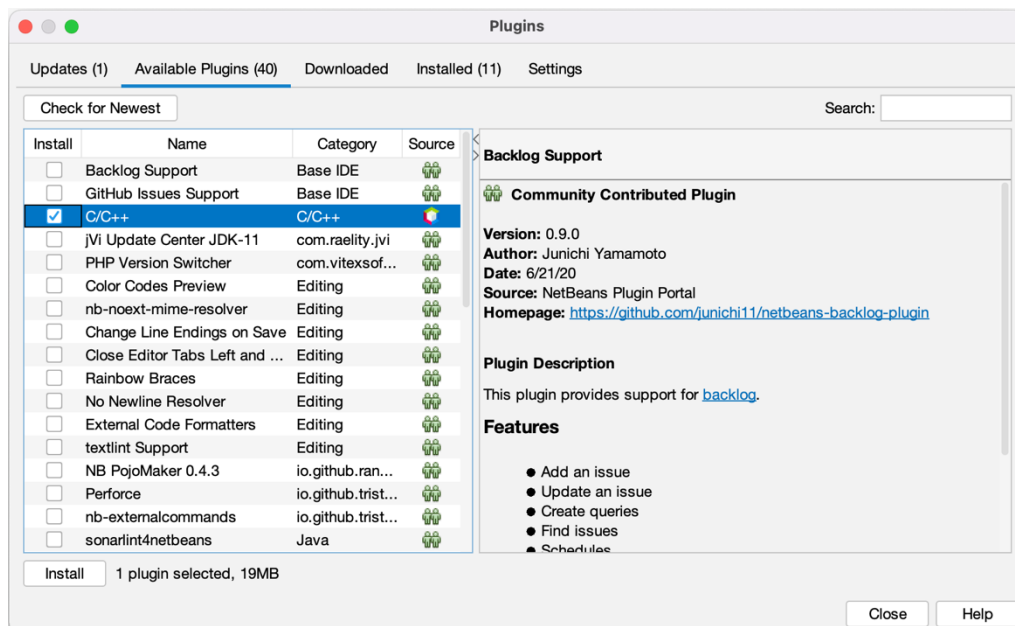 Plugins
Updates (1) Available Plugins (40) Downloaded Installed (11) Settings
Check for Newest Search:
Install Name Category Source
Backlog Support Base IDE
GitHub Issues Support Base IDE
C/C++ C/C++
jVi Update Center JDK-11 com.raelity.jvi
PHP Version Switcher com.vitexsof...
Color Codes Preview Editing
nb-noext-mime-resolver Editing
Change Line Endings on Save Editing
Close Editor Tabs Left and ... Editing
Rainbow Braces Editing
No Newline Resolver Editing
External Code Formatters Editing
textlint Support Editing
NB PojoMaker 0.4.3 io.github.ran...
Perforce io.github.trist...
nb-externalcommands io.github.trist...
sonarlint4netbeans Java
Backlog Support
Community Contributed Plugin
Version: 0.9.0
Author: Junichi Yamamoto
Date: 6/21/20
Source: NetBeans Plugin Portal
Homepage: https://github.com/junichi11/netbeans-backlog-plugin
Plugin Description
This plugin provides support for backlog.
Features
● Add an issue
● Update an issue
● Create queries
● Find issues
● Schedules
Install 1 plugin selected, 19MB
Close Help